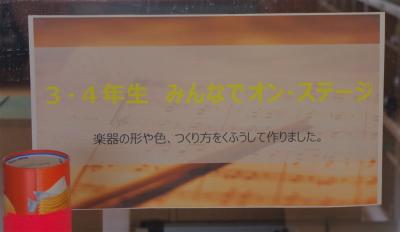 3・4年生 みんなでオン・ステージ
楽器の形や色、つくり方をくふうして作りました。